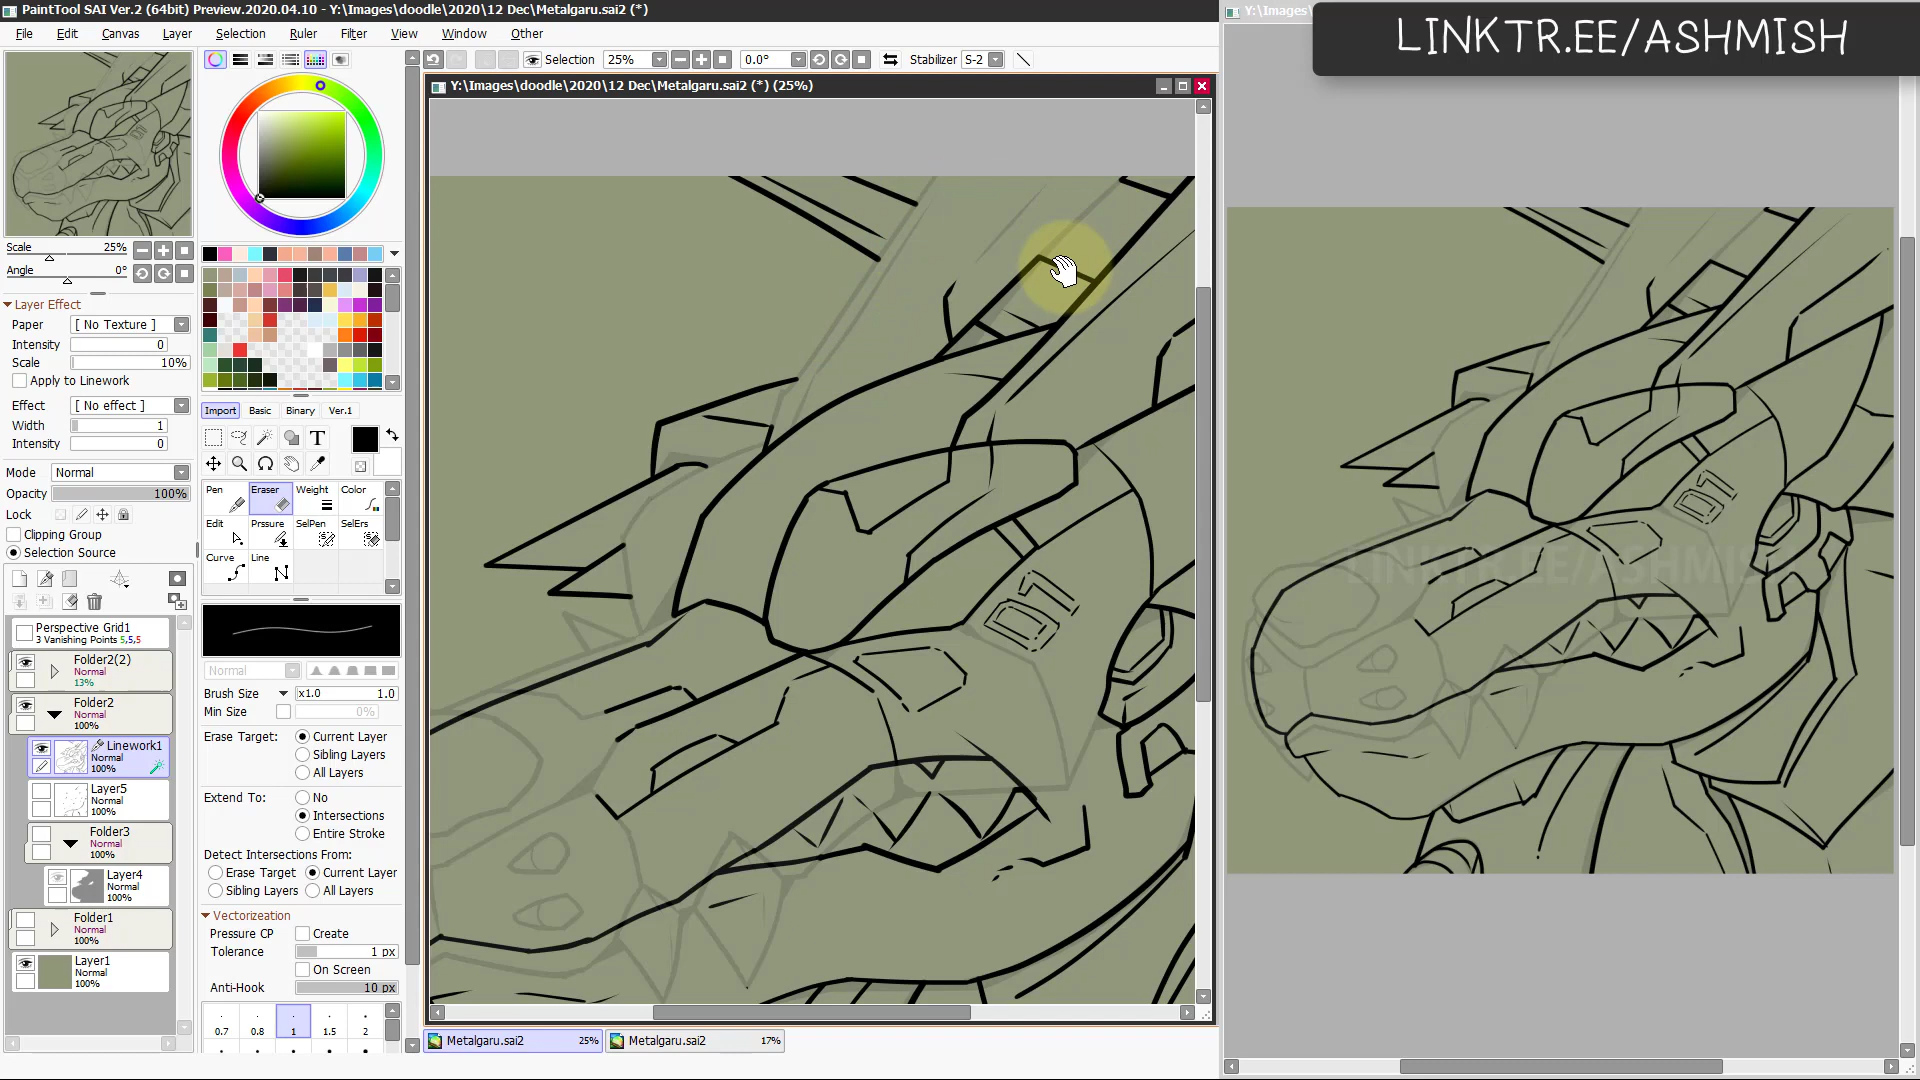 PaintTool SAI Ver.2 (64bit) Preview.2020.04.10 - Y:\Images\doodle\2020\12 Dec\Metalgaru.sai2 (*)
Y:\Images
LINKTR.EE/ASHMISH
File Edit Canvas Layer Selection Ruler Filter View Window Other
Selection 25% 0.0° Stabilizer S-2
Y:\Images\doodle\2020\12 Dec\Metalgaru.sai2 (*) (25%)
Scale 25%
Angle 0°
Layer Effect
Paper [ No Texture ]
Intensity 0
Scale 10%
Apply to Linework
Effect [ No effect ]
Width 1
Intensity 0
Mode Normal
Opacity 100%
Lock
Clipping Group
Selection Source
Perspective Grid1
3 Vanishing Points 5,5,5
Folder2(2)
Normal
13%
Folder2
Normal
100%
Linework1
Normal
100%
Layer5
Normal
100%
Folder3
Normal
100%
Layer4
Normal
100%
Folder1
Normal
100%
Layer1
Normal
100%
Import Basic Binary Ver.1
T
Pen Eraser Weight Color
Edit Prssure SelPen SelErs
Curve Line
Normal
Brush Size x1.0 1.0
Min Size 0%
Erase Target: Current Layer
Sibling Layers
All Layers
Extend To: No
Intersections
Entire Stroke
Detect Intersections From:
Erase Target Current Layer
Sibling Layers All Layers
Vectorizeation
Pressure CP Create
Tolerance 1 px
On Screen
Anti-Hook 10 px
0.7 0.8 1 1.5 2
01
01
LINKTR.EE/ASHMISH
Metalgaru.sai2 25% Metalgaru.sai2 17%